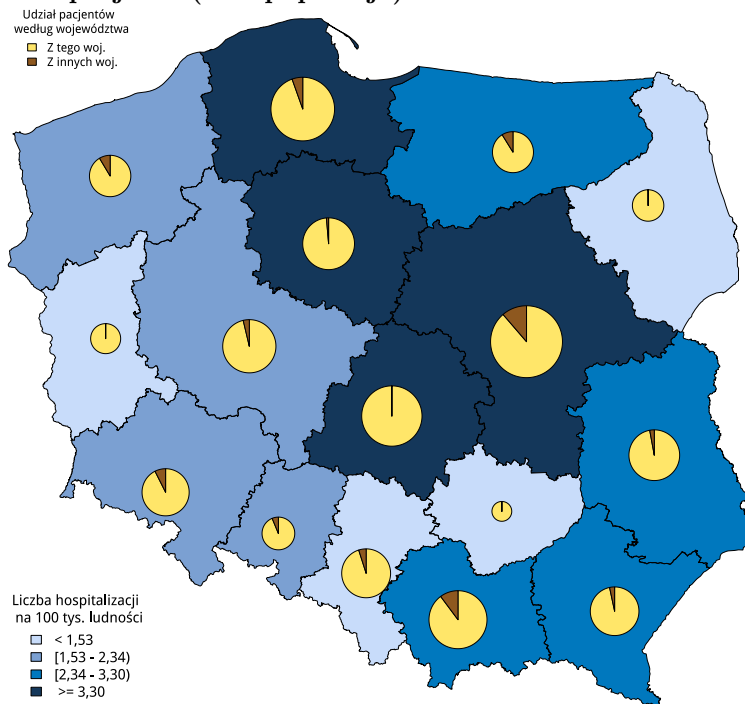 Udział pacjentów
według województwa
Z tego woj.
Z innych woj.
Liczba hospitalizacji
na 100 tys. ludności
< 1,53
[1,53 - 2,34)
[2,34 - 3,30)
>= 3,30